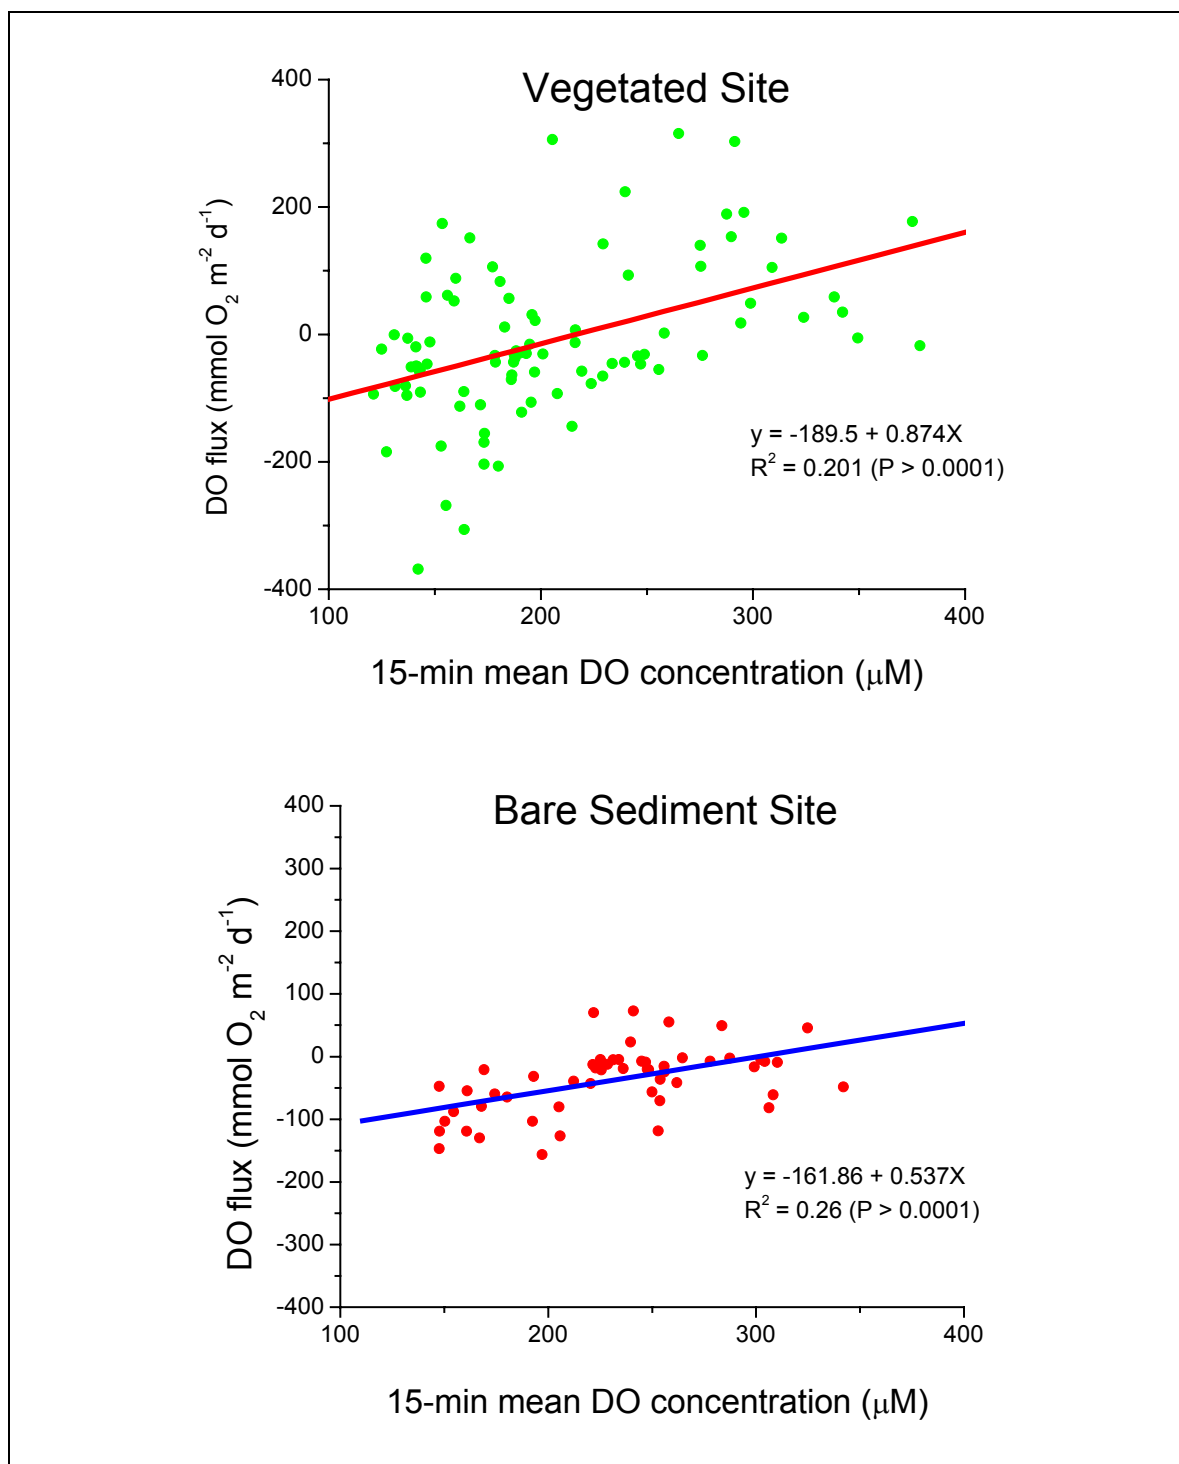 Vegetated Site
400
200
0
-200
-400
DO flux (mmol O₂ m⁻² d⁻¹)
y = -189.5 + 0.874X
R² = 0.201 (P > 0.0001)
100 200 300 400
15-min mean DO concentration (μM)
Bare Sediment Site
400
300
200
100
0
-100
-200
-300
-400
DO flux (mmol O₂ m⁻² d⁻¹)
y = -161.86 + 0.537X
R² = 0.26 (P > 0.0001)
100 200 300 400
15-min mean DO concentration (μM)